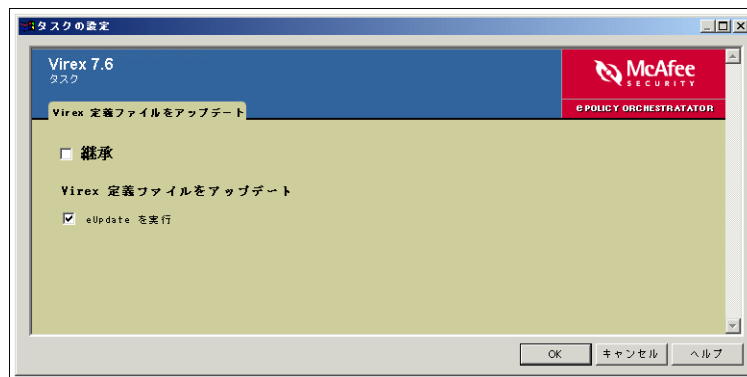 タスクの設定
Virex 7.6
タスク
McAfee
SECURITY
Virex 定義ファイルをアップデート
ePOLICY ORCHESTRATATOR
継承
Virex 定義ファイルをアップデート
eUpdate を実行
OK
キャンセル
ヘルプ